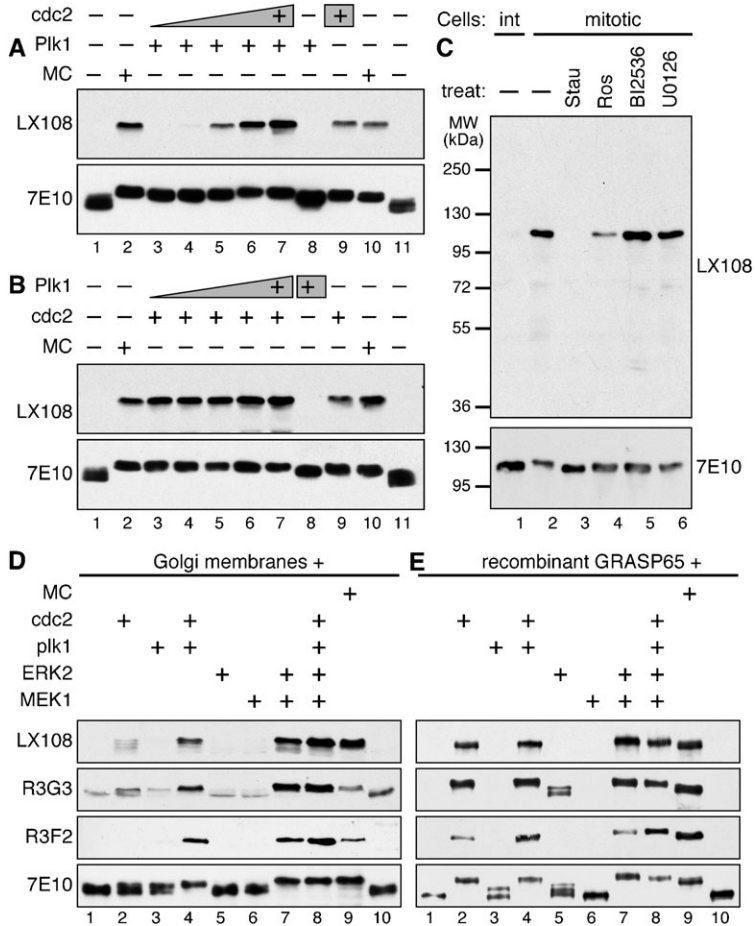 cdc2 — — + — + — —
A Plk1 — — + + + + + + — — —
MC — + — — — — — — — + —
LX108
7E10
1 2 3 4 5 6 7 8 9 10 11
B Plk1 — — + + — — —
cdc2 — — + + + + + — + — —
MC — + — — — — — — — + —
LX108
7E10
1 2 3 4 5 6 7 8 9 10 11
Cells: int mitotic
C
treat: — — Stau Ros BI2536 U0126
MW
(kDa)
250
130
95
72
55
36
LX108
130
95
7E10
1 2 3 4 5 6
D Golgi membranes +
MC +
cdc2 + + +
plk1 + + +
ERK2 + + +
MEK1 + + +
LX108
R3G3
R3F2
7E10
1 2 3 4 5 6 7 8 9 10
E recombinant GRASP65 +
+
+ + +
+ + +
+ + +
+ + +
1 2 3 4 5 6 7 8 9 10